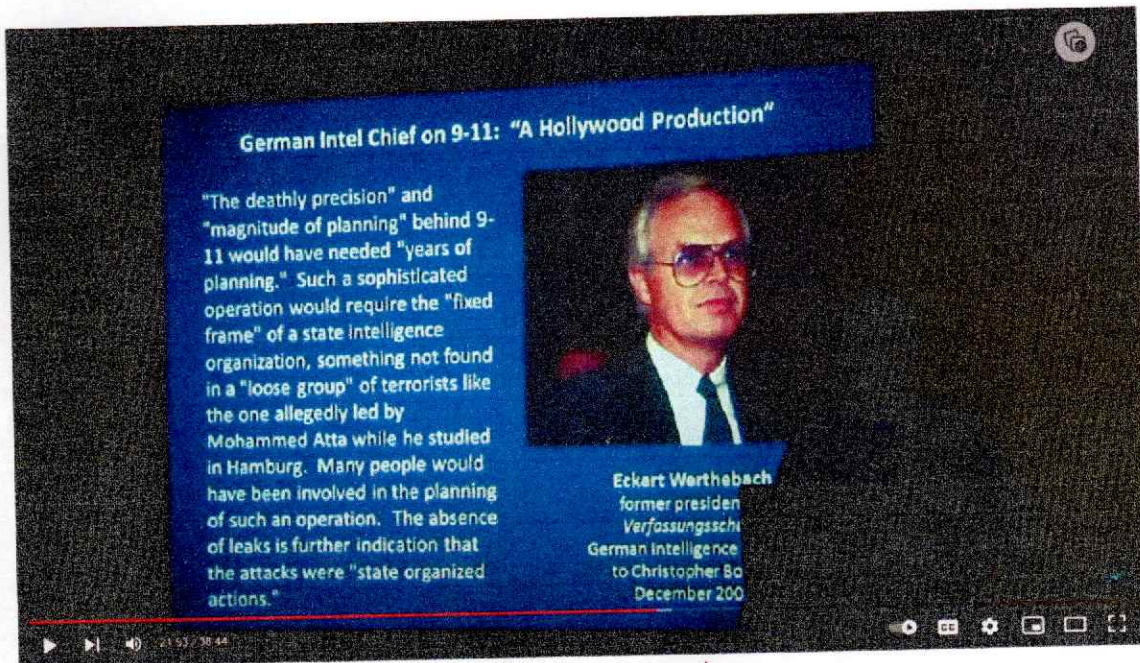 German Intel Chief on 9-11: "A Hollywood Production"
"The deathly precision" and
"magnitude of planning" behind 9-
11 would have needed "years of
planning." Such a sophisticated
operation would require the "fixed
frame" of a state intelligence
organization, something not found
in a "loose group" of terrorists like
the one allegedly led by
Mohammed Atta while he studied
in Hamburg. Many people would
have been involved in the planning
of such an operation. The absence
of leaks is further indication that
the attacks were "state organized
actions."
Eckart Werthebach
former presiden
Verfassungssch
German Intelligence
to Christopher Bo
December 200
CC